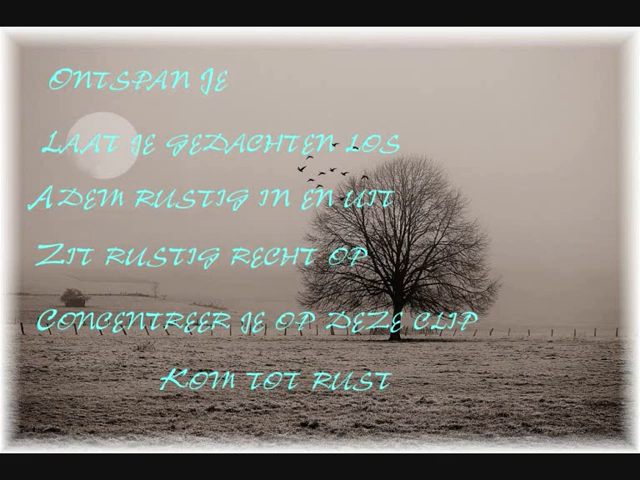 Ontspan Je
Laat je gedachten los
Adem rustig in en uit
Zit rustig recht op
Concentreer je op deze clip
Kom tot rust